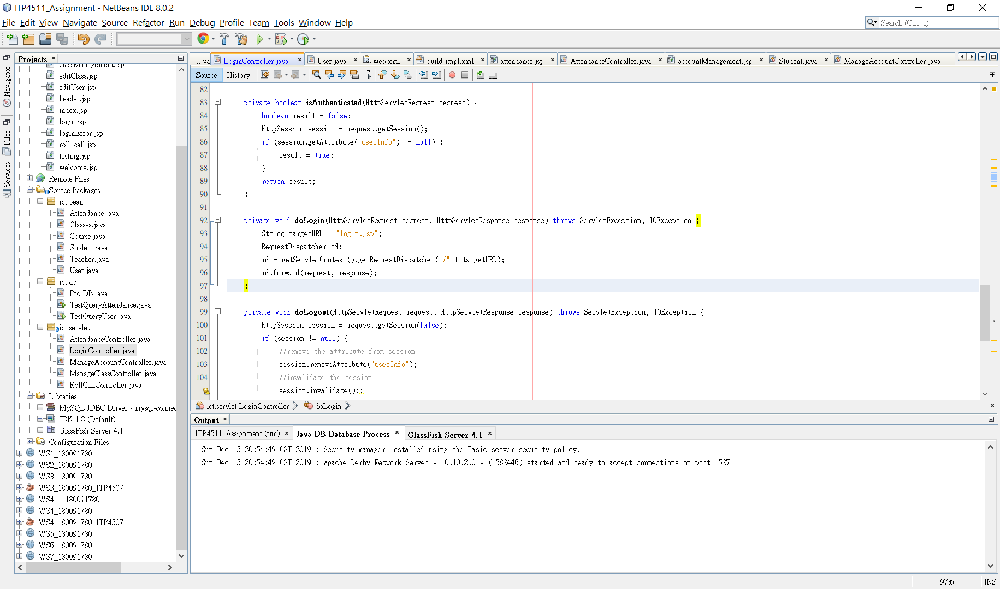 ITP4511_Assignment - NetBeans IDE 8.0.2
File Edit View Navigate Source Refactor Run Debug Profile Team Tools Window Help
Search (Ctrl+I)
Navigator
Files
Services
Projects
classManagement.jsp
editClass.jsp
editUser.jsp
header.jsp
index.jsp
login.jsp
loginError.jsp
roll_call.jsp
testing.jsp
welcome.jsp
Remote Files
Source Packages
ict.bean
Attendance.java
Classes.java
Course.java
Student.java
Teacher.java
User.java
ict.db
ProjDB.java
TestQueryAttendance.java
TestQueryUser.java
ict.servlet
AttendanceController.java
LoginController.java
ManageAccountController.java
ManageClassController.java
RollCallController.java
Libraries
MySQL JDBC Driver - mysql-connec
JDK 1.8 (Default)
GlassFish Server 4.1
Configuration Files
WS1_180091780
WS2_180091780
WS3_180091780
WS3_180091780_ITP4507
WS4_1_180091780
WS4_180091780
WS4_180091780_ITP4507
WS5_180091780
WS6_180091780
WS7_180091780
...va LoginController.java User.java web.xml build-impl.xml attendance.jsp AttendanceController.java accountManagement.jsp Student.java ManageAccountController.java...
Source History
82
83 private boolean isAuthenticated(HttpServletRequest request) {
84 boolean result = false;
85 HttpSession session = request.getSession();
86 if (session.getAttribute("userInfo") != null) {
87 result = true;
88 }
89 return result;
90 }
91
92 private void doLogin(HttpServletRequest request, HttpServletResponse response) throws ServletException, IOException {
93 String targetURL = "login.jsp";
94 RequestDispatcher rd;
95 rd = getServletContext().getRequestDispatcher("/" + targetURL);
96 rd.forward(request, response);
97 }
98
99 private void doLogout(HttpServletRequest request, HttpServletResponse response) throws ServletException, IOException {
100 HttpSession session = request.getSession(false);
101 if (session != null) {
102 //remove the attribute from session
103 session.removeAttribute("userInfo");
104 //invalidate the session
session.invalidate();;
ict.servlet.LoginController doLogin
Output
ITP4511_Assignment (run) Java DB Database Process GlassFish Server 4.1
Sun Dec 15 20:54:49 CST 2019 : Security manager installed using the Basic server security policy.
Sun Dec 15 20:54:49 CST 2019 : Apache Derby Network Server - 10.10.2.0 - (1582446) started and ready to accept connections on port 1527
97:6 INS